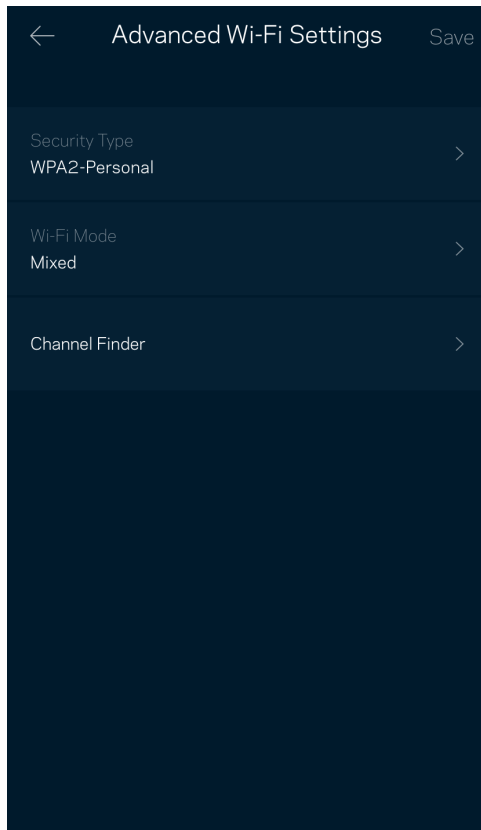 Advanced Wi-Fi Settings Save
Security Type
WPA2-Personal
Wi-Fi Mode
Mixed
Channel Finder